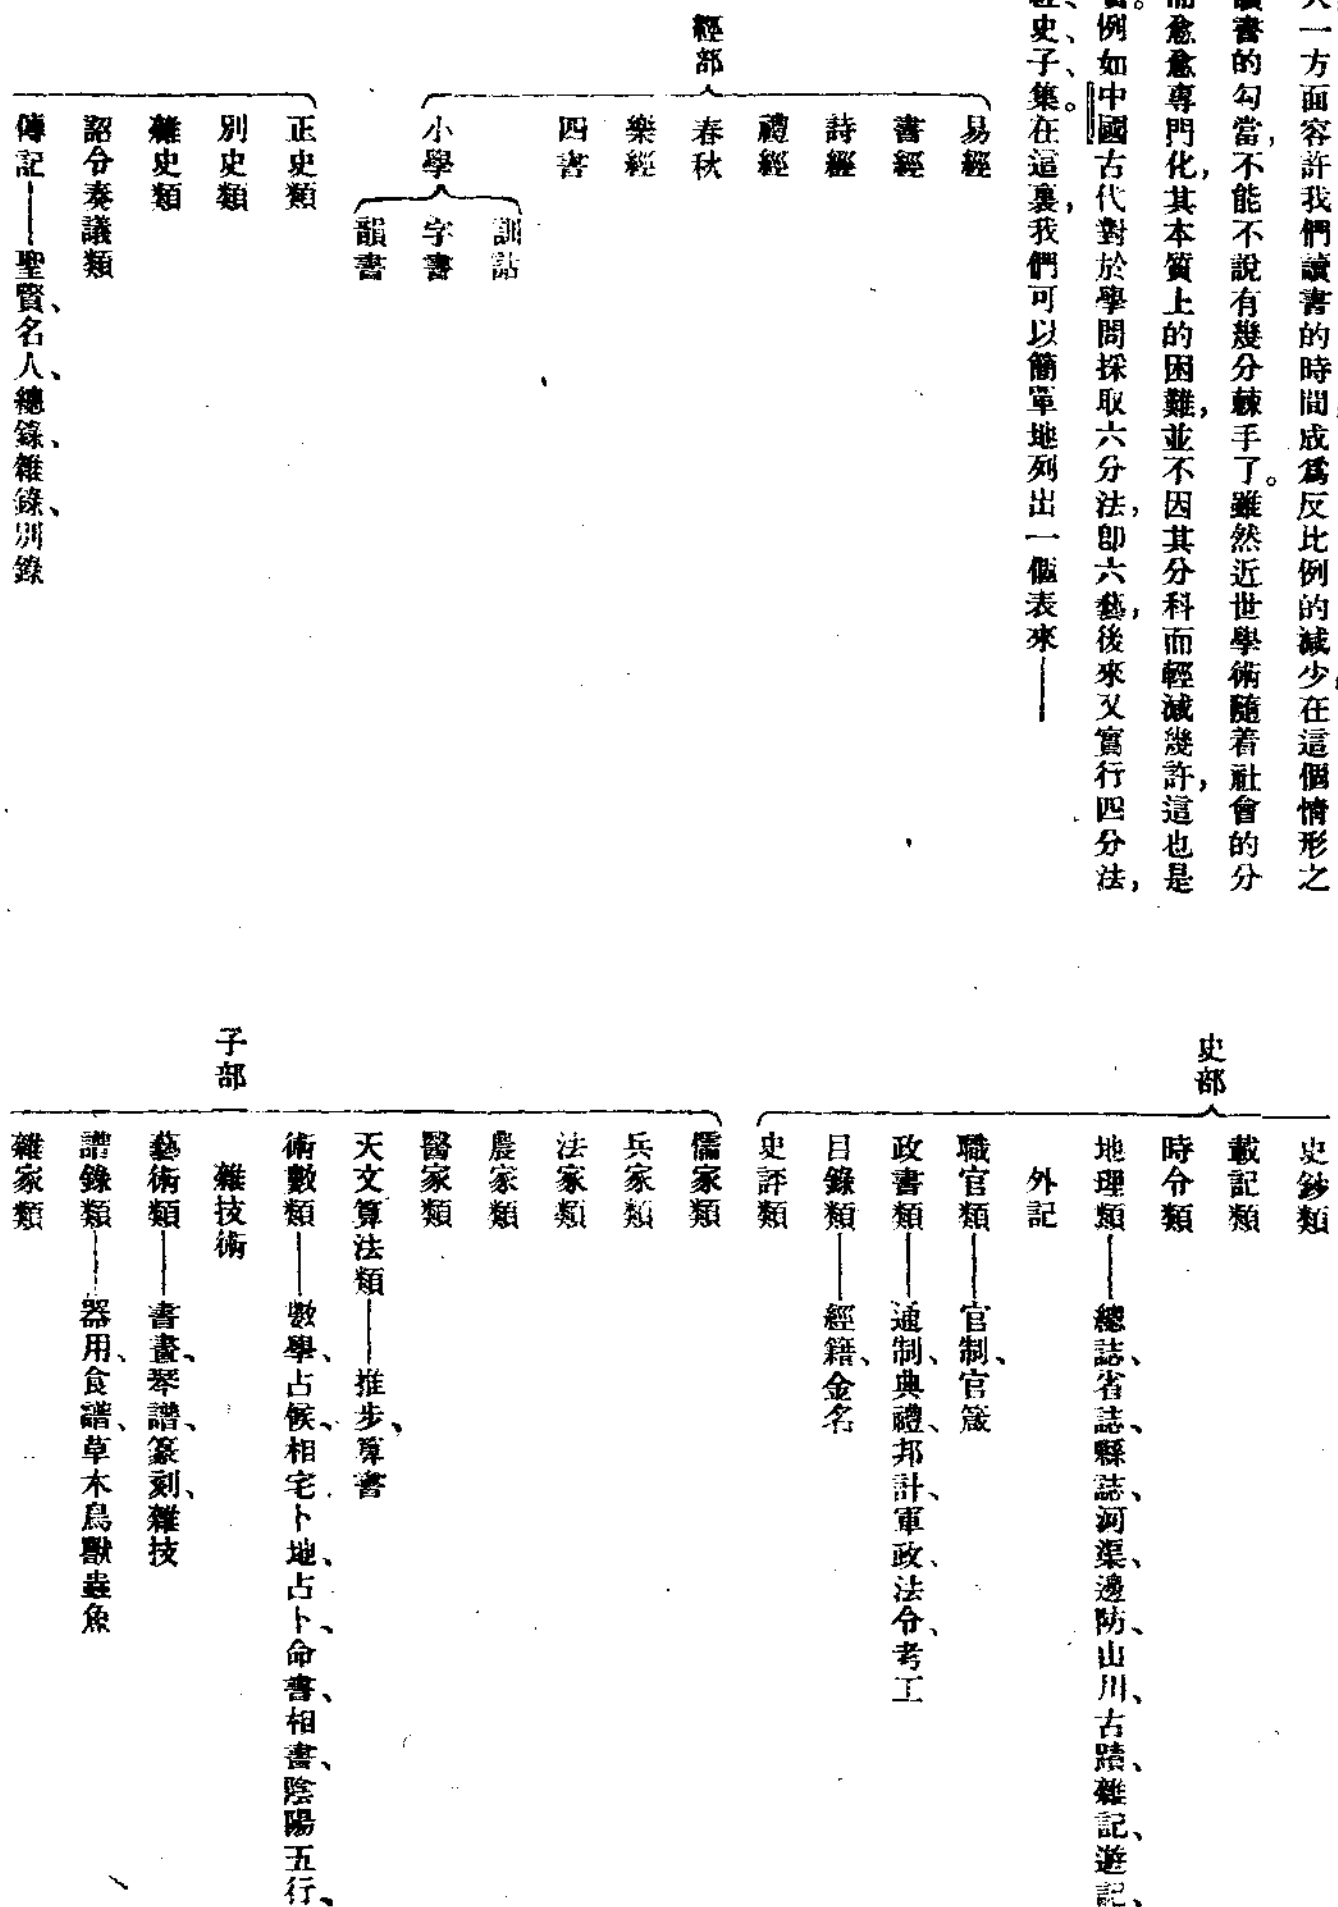 一方面容許我們讀書的時間,成爲反比例的減少,在這個情形之
讀書的勾當,不能不說有幾分棘手了。雖然近世學術隨着社會的分
而愈愈專門化,其本質上的困難,並不因其分科而輕減幾許,這也是
。例如中國古代對於學問採取六分法,卽六藝,後來又實行四分法,
經、史、子、集。在這裏,我們可以簡單地列出一個表來——
經部
易經
書經
詩經
禮經
春秋
樂經
四書
小學
訓詁
字書
韻書
正史類
別史類
雜史類
詔令奏議類
傳記——聖賢、名人、總錄、雜錄、別錄
史部
史鈔類
載記類
時令類
地理類——總誌、省誌、縣誌、河渠、邊防、山川、古蹟、雜記、遊記、
外記
職官類——官制、官箴
政書類——通制、典禮、邦計、軍政、法令、考工
目錄類——經籍、金名
史評類
子部
儒家類
兵家類
法家類
農家類
醫家類
天文算法類——推步、算書
術數類——數學、占候、相宅、卜地、占卜、命書、相書、陰陽五行、
雜技術
藝術類——書畫、琴譜、篆刻、雜技
譜錄類——器用、食譜、草木鳥獸蟲魚
雜家類